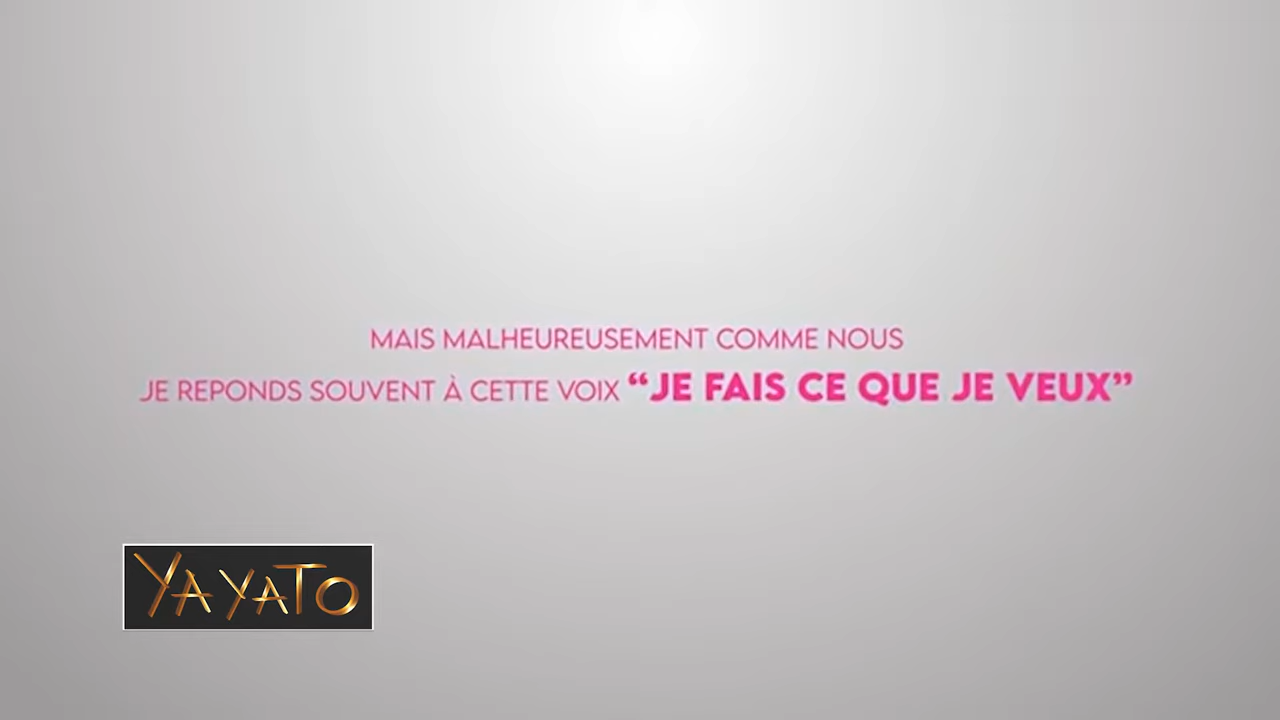 MAIS MALHEUREUSEMENT COMME NOUS
JE REPONDS SOUVENT À CETTE VOIX “JE FAIS CE QUE JE VEUX”
YAYATO